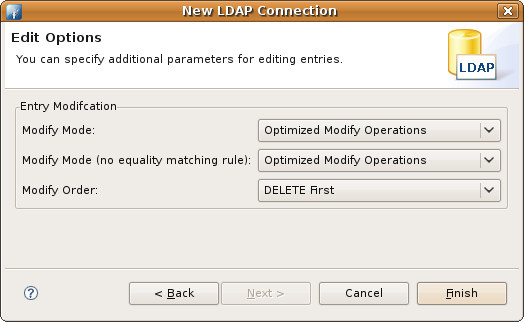 New LDAP Connection
Edit Options
You can specify additional parameters for editing entries.
LDAP
Entry Modifcation
Modify Mode: Optimized Modify Operations
Modify Mode (no equality matching rule): Optimized Modify Operations
Modify Order: DELETE First
? < Back Next > Cancel Finish